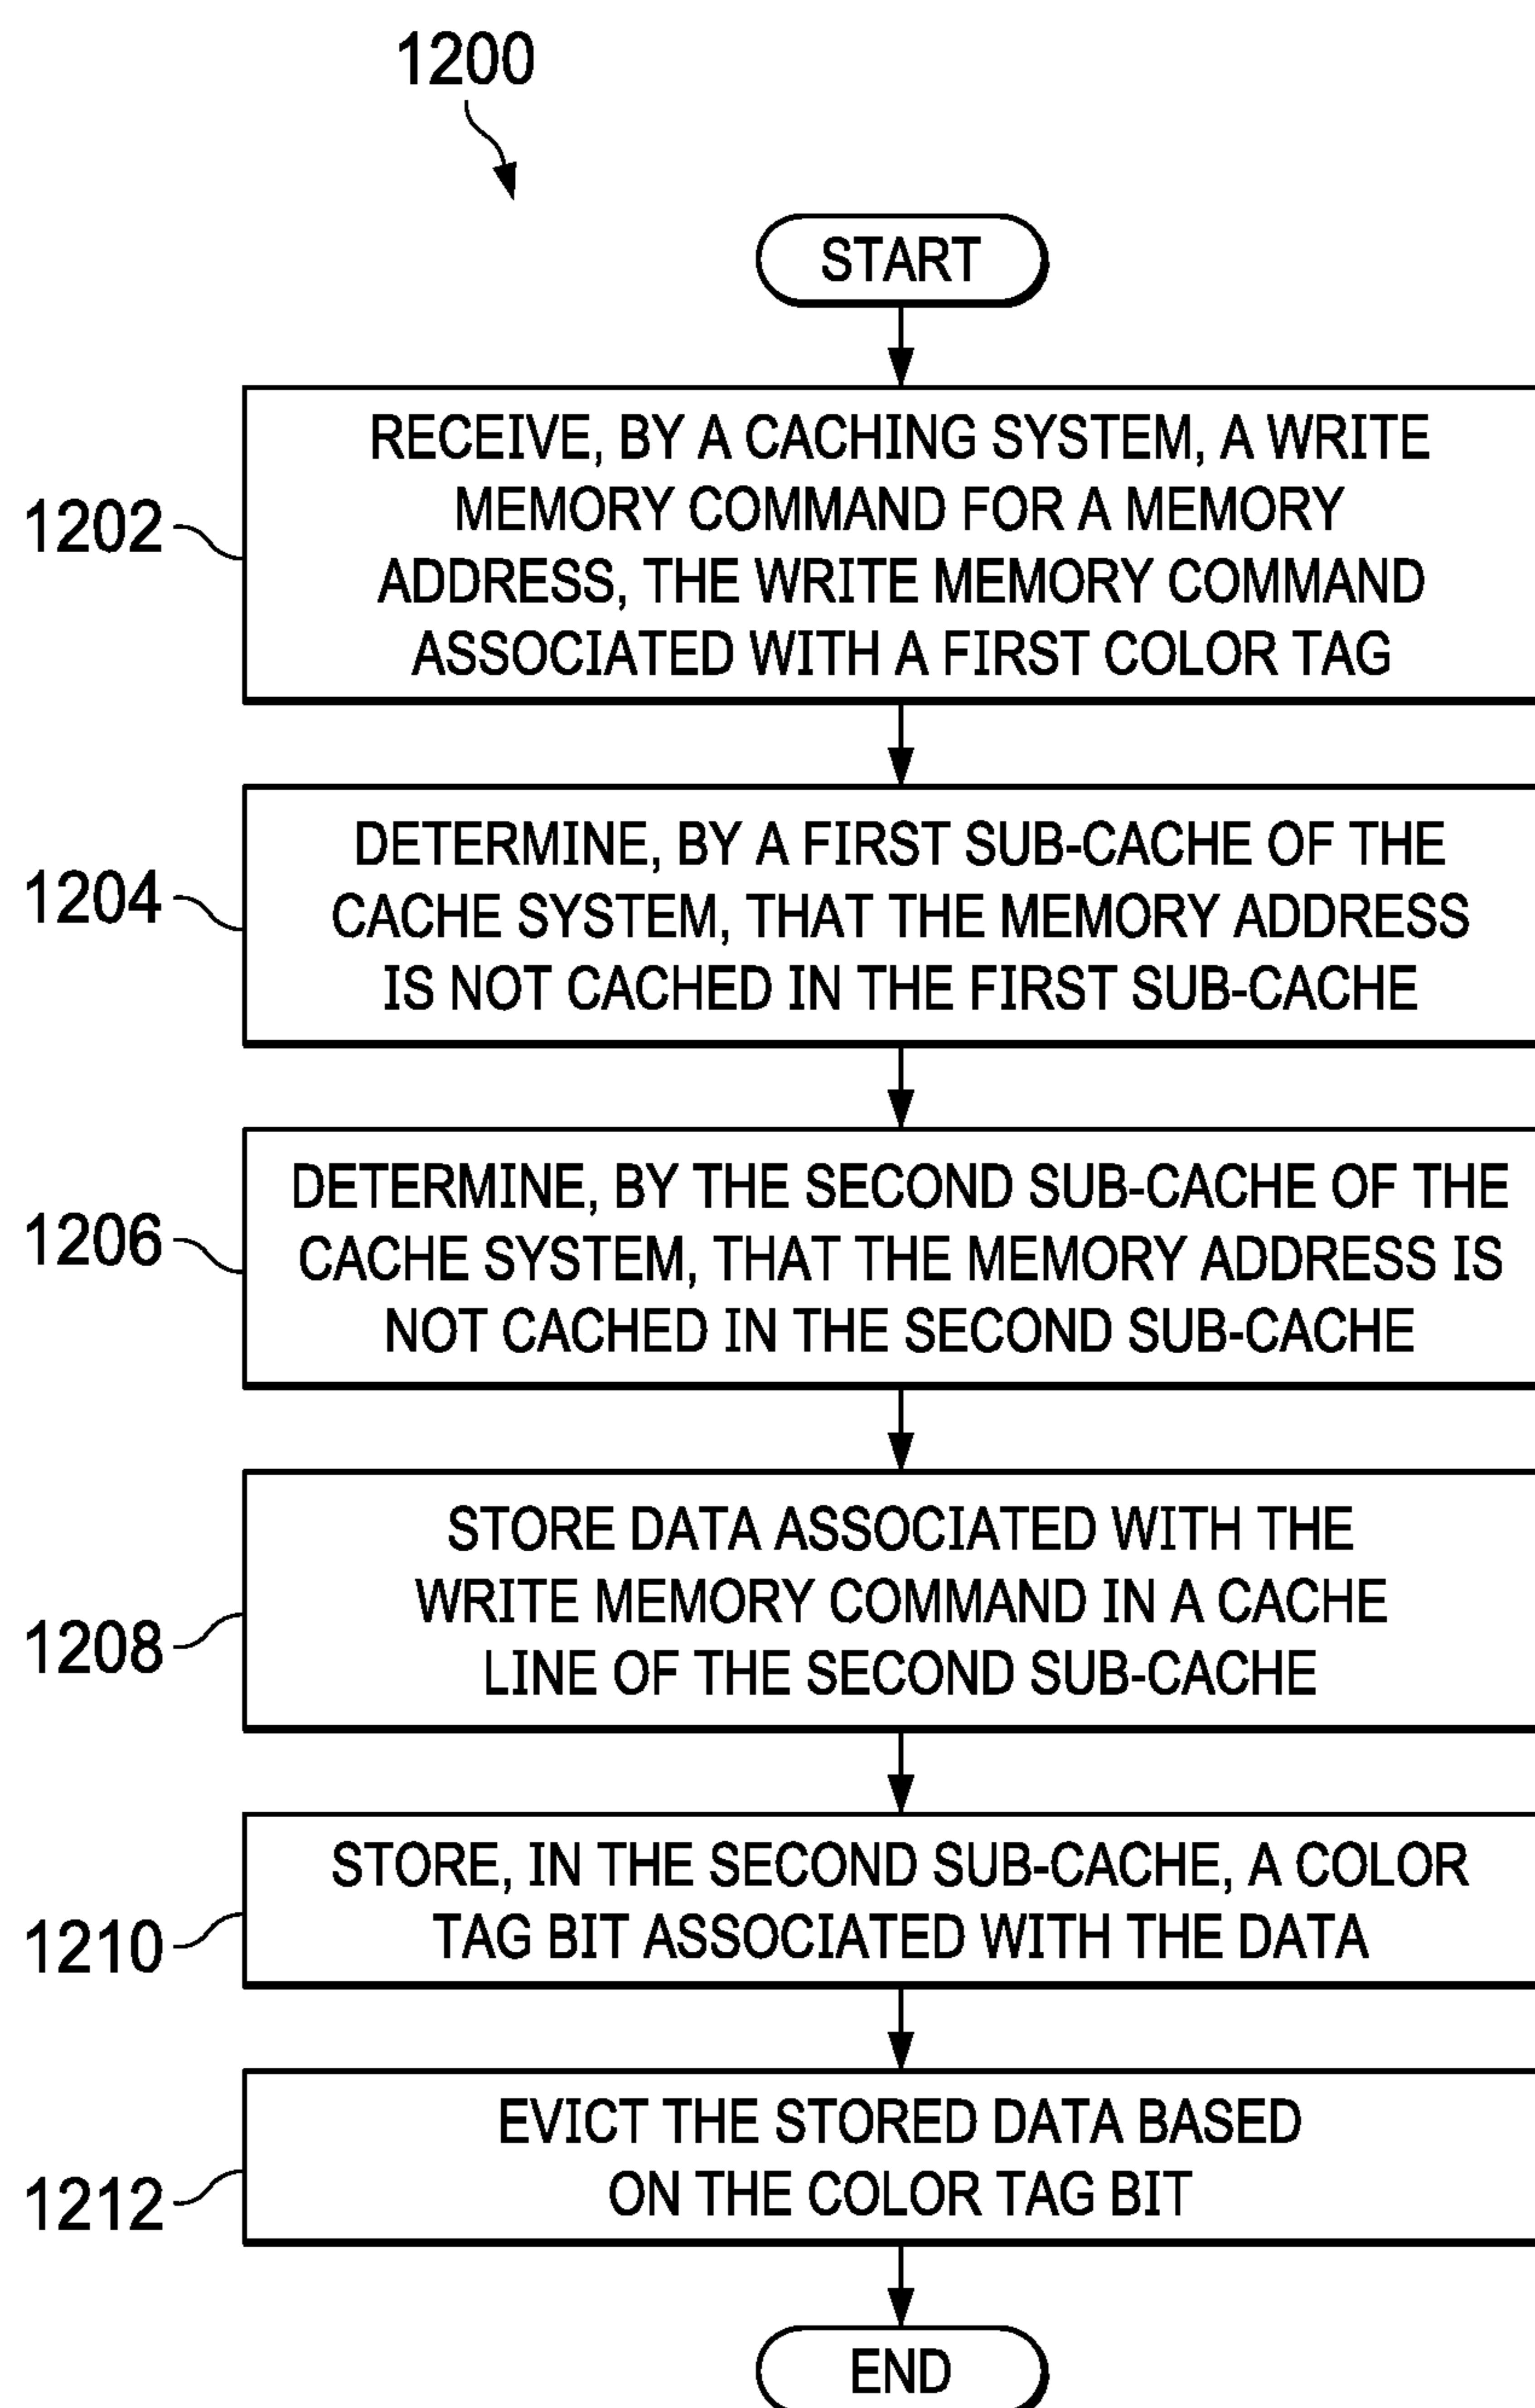 1200
START
1202
RECEIVE, BY A CACHING SYSTEM, A WRITE
MEMORY COMMAND FOR A MEMORY
ADDRESS, THE WRITE MEMORY COMMAND
ASSOCIATED WITH A FIRST COLOR TAG
1204
DETERMINE, BY A FIRST SUB-CACHE OF THE
CACHE SYSTEM, THAT THE MEMORY ADDRESS
IS NOT CACHED IN THE FIRST SUB-CACHE
1206
DETERMINE, BY THE SECOND SUB-CACHE OF THE
CACHE SYSTEM, THAT THE MEMORY ADDRESS IS
NOT CACHED IN THE SECOND SUB-CACHE
1208
STORE DATA ASSOCIATED WITH THE
WRITE MEMORY COMMAND IN A CACHE
LINE OF THE SECOND SUB-CACHE
1210
STORE, IN THE SECOND SUB-CACHE, A COLOR
TAG BIT ASSOCIATED WITH THE DATA
1212
EVICT THE STORED DATA BASED
ON THE COLOR TAG BIT
END